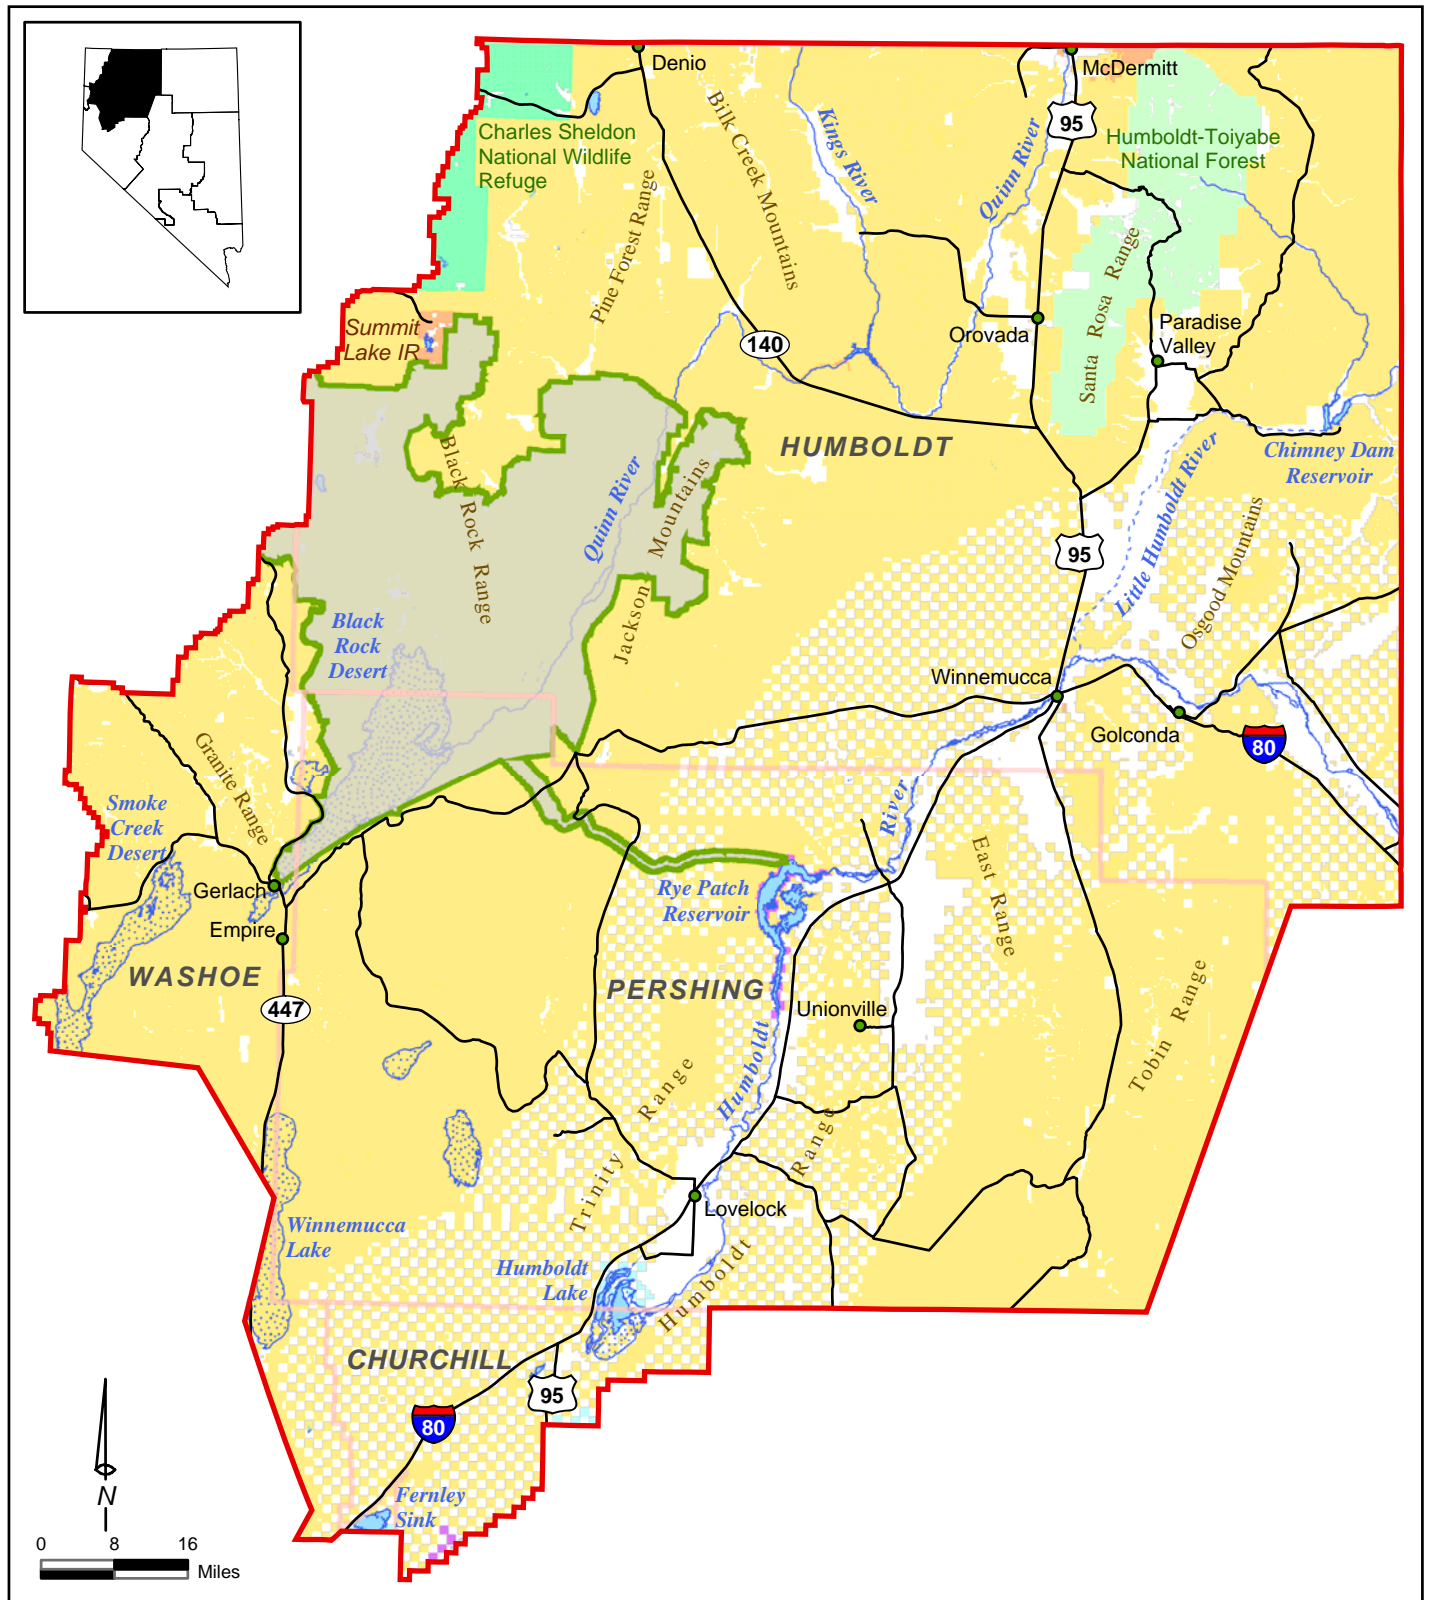 Denio
McDermitt
95
Charles Sheldon
National Wildlife
Refuge
Bilk Creek Mountains
Kings River
Quinn River
Humboldt-Toiyabe
National Forest
Pine Forest Range
Santa Rosa Range
Summit
Lake IR
140
Orovada
Paradise
Valley
HUMBOLDT
Chimney Dam
Reservoir
Black Rock Range
Quinn River
Jackson Mountains
95
Little Humboldt River
Osgood Mountains
Black
Rock
Desert
Winnemucca
Golconda
80
Granite Range
Smoke
Creek
Desert
River
East Range
Gerlach
Rye Patch
Reservoir
Empire
WASHOE
PERSHING
447
Unionville
Tobin Range
Humboldt
Trinity Range
Humboldt Range
Lovelock
Winnemucca
Lake
Humboldt
Lake
CHURCHILL
95
80
Fernley
Sink
N
0 8 16
Miles